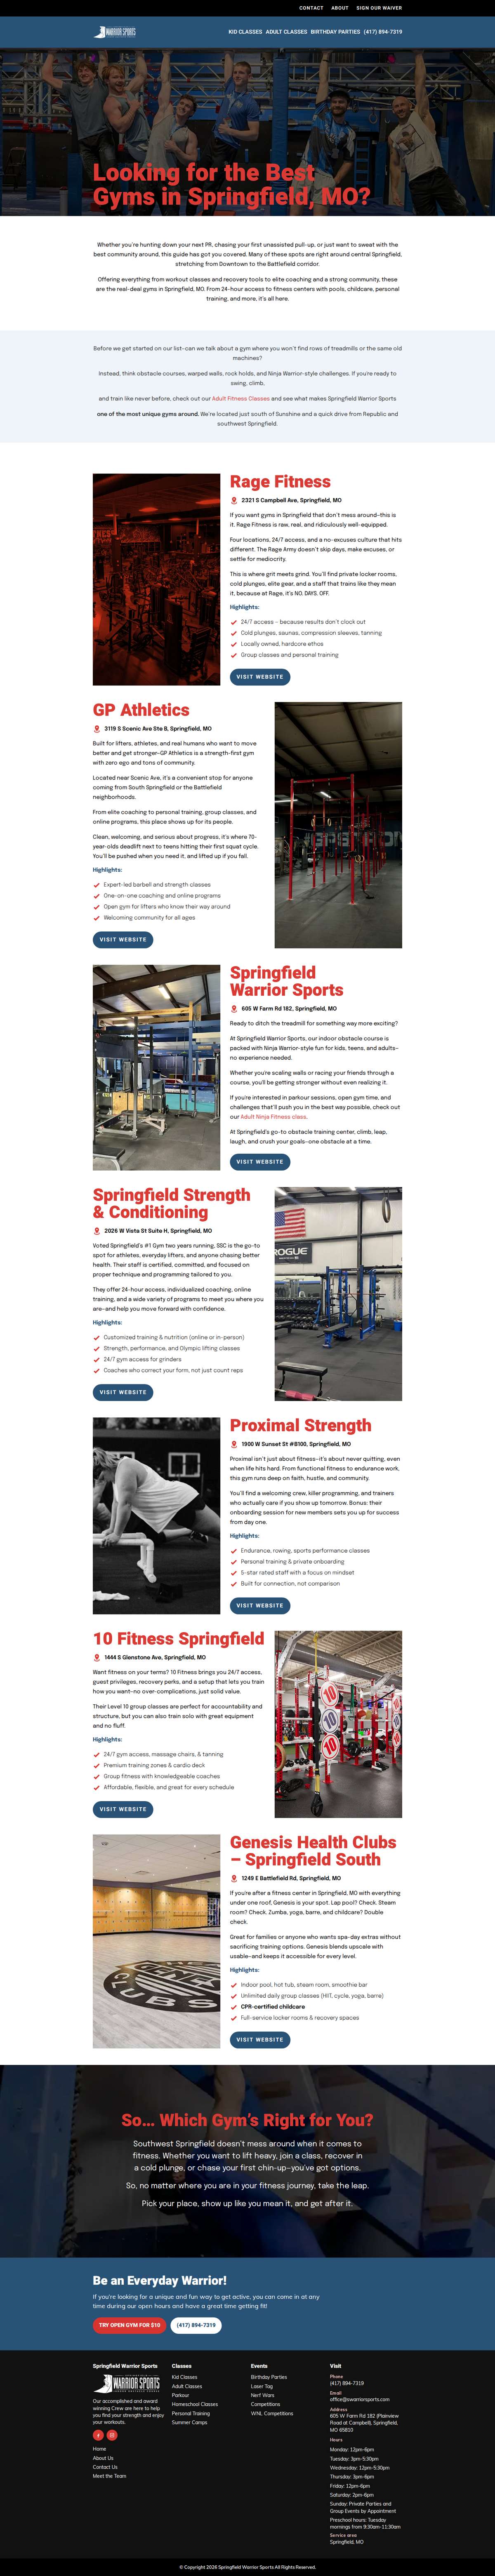 CONTACT ABOUT SIGN OUR WAIVER
WARRIOR SPORTS
KID CLASSES ADULT CLASSES BIRTHDAY PARTIES (417) 894-7319
Looking for the Best
Gyms in Springfield, MO?
Whether you're hunting down your next PR, chasing your first unassisted pull-up, or just want to sweat with the
best community around, this guide has got you covered. Many of these spots are right around central Springfield,
stretching from Downtown to the Battlefield corridor.
Offering everything from workout classes and recovery tools to elite coaching and a strong community, these
are the real-deal gyms in Springfield, MO. From 24-hour access to fitness centers with pools, childcare, personal
training, and more, it's all here.
Before we get started on our list–can we talk about a gym where you won't find rows of treadmills or the same old
machines?
Instead, think obstacle courses, warped walls, rock holds, and Ninja Warrior-style challenges. If you're ready to
swing, climb,
and train like never before, check out our Adult Fitness Classes and see what makes Springfield Warrior Sports
one of the most unique gyms around. We're located just south of Sunshine and a quick drive from Republic and
southwest Springfield.
Rage Fitness
2321 S Campbell Ave, Springfield, MO
If you want gyms in Springfield that don't mess around–this is
it. Rage Fitness is raw, real, and ridiculously well-equipped.
Four locations, 24/7 access, and a no-excuses culture that hits
different. The Rage Army doesn't skip days, make excuses, or
settle for mediocrity.
This is where grit meets grind. You'll find private locker rooms,
cold plunges, elite gear, and a staff that trains like they mean
it, because at Rage, it's NO. DAYS. OFF.
Highlights:
24/7 access – because results don't clock out
Cold plunges, saunas, compression sleeves, tanning
Locally owned, hardcore ethos
Group classes and personal training
VISIT WEBSITE
GP Athletics
3119 S Scenic Ave Ste B, Springfield, MO
Built for lifters, athletes, and real humans who want to move
better and get stronger–GP Athletics is a strength-first gym
with zero ego and tons of community.
Located near Scenic Ave, it's a convenient stop for anyone
coming from South Springfield or the Battlefield
neighborhoods.
From elite coaching to personal training, group classes, and
online programs, this place shows up for its people.
Clean, welcoming, and serious about progress, it's where 70-
year-olds deadlift next to teens hitting their first squat cycle.
You'll be pushed when you need it, and lifted up if you fall.
Highlights:
Expert-led barbell and strength classes
One-on-one coaching and online programs
Open gym for lifters who know their way around
Welcoming community for all ages
VISIT WEBSITE
Springfield
Warrior Sports
605 W Farm Rd 182, Springfield, MO
Ready to ditch the treadmill for something way more exciting?
At Springfield Warrior Sports, our indoor obstacle course is
packed with Ninja Warrior-style fun for kids, teens, and adults—
no experience needed.
Whether you're scaling walls or racing your friends through a
course, you'll be getting stronger without even realizing it.
If you're interested in parkour sessions, open gym time, and
challenges that'll push you in the best way possible, check out
our Adult Ninja Fitness class.
At Springfield's go-to obstacle training center, climb, leap,
laugh, and crush your goals–one obstacle at a time.
VISIT WEBSITE
Springfield Strength
& Conditioning
2026 W Vista St Suite H, Springfield, MO
Voted Springfield's #1 Gym two years running, SSC is the go-to
spot for athletes, everyday lifters, and anyone chasing better
health. Their staff is certified, committed, and focused on
proper technique and programming tailored to you.
They offer 24-hour access, individualized coaching, online
training, and a wide variety of programs to meet you where you
are–and help you move forward with confidence.
Highlights:
Customized training & nutrition (online or in-person)
Strength, performance, and Olympic lifting classes
24/7 gym access for grinders
Coaches who correct your form, not just count reps
VISIT WEBSITE
ROGUE
Proximal Strength
1900 W Sunset St #B100, Springfield, MO
Proximal isn't just about fitness–it's about never quitting, even
when life hits hard. From functional fitness to endurance work,
this gym runs deep on faith, hustle, and community.
You'll find a welcoming crew, killer programming, and trainers
who actually care if you show up tomorrow. Bonus: their
onboarding session for new members sets you up for success
from day one.
Highlights:
Endurance, rowing, sports performance classes
Personal training & private onboarding
5-star rated staff with a focus on mindset
Built for connection, not comparison
VISIT WEBSITE
10 Fitness Springfield
1444 S Glenstone Ave, Springfield, MO
Want fitness on your terms? 10 Fitness brings you 24/7 access,
guest privileges, recovery perks, and a setup that lets you train
how you want–no over-complications, just solid value.
Their Level 10 group classes are perfect for accountability and
structure, but you can also train solo with great equipment
and no fluff.
Highlights:
24/7 gym access, massage chairs, & tanning
Premium training zones & cardio deck
Group fitness with knowledgeable coaches
Affordable, flexible, and great for every schedule
VISIT WEBSITE
10
10
10
Genesis Health Clubs
– Springfield South
1249 E Battlefield Rd, Springfield, MO
If you're after a fitness center in Springfield, MO with everything
under one roof, Genesis is your spot. Lap pool? Check. Steam
room? Check. Zumba, yoga, barre, and childcare? Double
check.
Great for families or anyone who wants spa-day extras without
sacrificing training options. Genesis blends upscale with
usable—and keeps it accessible for every level.
Highlights:
Indoor pool, hot tub, steam room, smoothie bar
Unlimited daily group classes (HIIT, cycle, yoga, barre)
CPR-certified childcare
Full-service locker rooms & recovery spaces
VISIT WEBSITE
So… Which Gym's Right for You?
Southwest Springfield doesn't mess around when it comes to
fitness. Whether you want to lift heavy, join a class, recover in
a cold plunge, or chase your first chin-up–you've got options.
So, no matter where you are in your fitness journey, take the leap.
Pick your place, show up like you mean it, and get after it.
Be an Everyday Warrior!
If you're looking for a unique and fun way to get active, you can come in at any
time during our open hours and have a great time getting fit!
TRY OPEN GYM FOR $10 (417) 894-7319
Springfield Warrior Sports
WARRIOR SPORTS
Our accomplished and award
winning Crew are here to help
you find your strength and enjoy
your workouts.
Home
About Us
Contact Us
Meet the Team
Classes
Kid Classes
Adult Classes
Parkour
Homeschool Classes
Personal Training
Summer Camps
Events
Birthday Parties
Laser Tag
Nerf Wars
Competitions
WNL Competitions
Visit
Phone
(417) 894-7319
Email
office@swarriorsports.com
Address
605 W Farm Rd 182 (Plainview
Road at Campbell), Springfield,
MO 65810
Hours
Monday: 12pm-6pm
Tuesday: 3pm-5:30pm
Wednesday: 12pm-5:30pm
Thursday: 3pm-6pm
Friday: 12pm-6pm
Saturday: 2pm-6pm
Sunday: Private Parties and
Group Events by Appointment
Preschool hours: Tuesday
mornings from 9:30am-11:30am
Service area
Springfield, MO
© Copyright 2026 Springfield Warrior Sports All Rights Reserved.